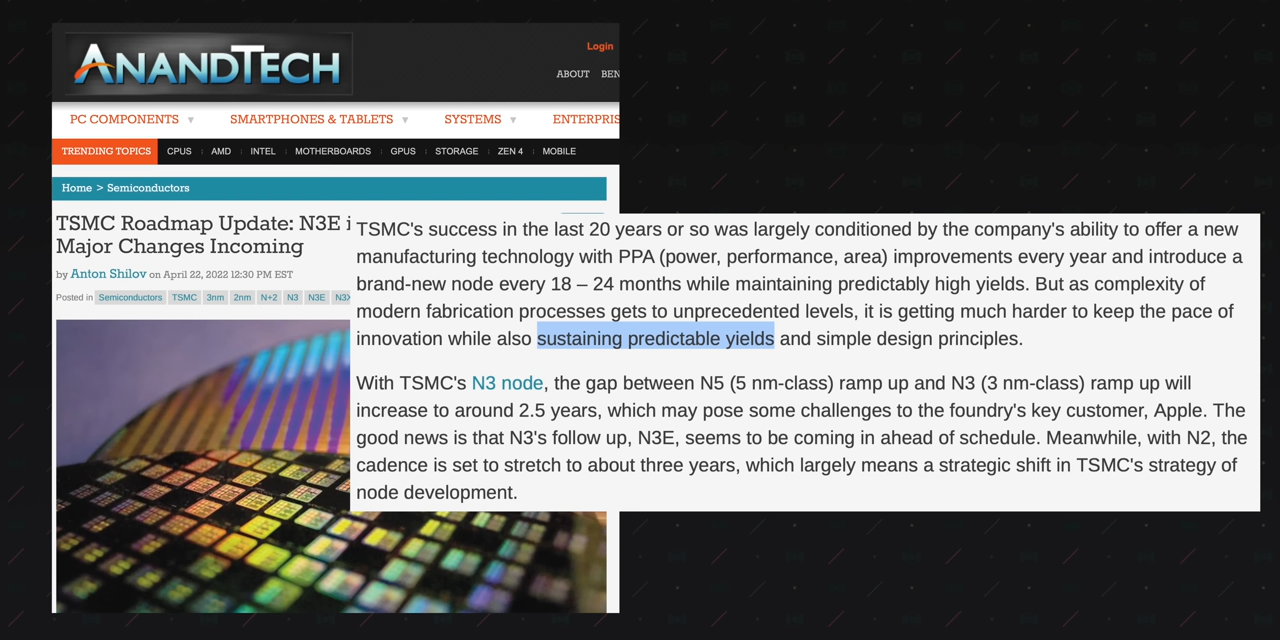 ANANDTECH
Login
ABOUT BEN
PC COMPONENTS SMARTPHONES & TABLETS SYSTEMS ENTERPRIS
TRENDING TOPICS CPUS AMD INTEL MOTHERBOARDS GPUS STORAGE ZEN 4 MOBILE
Home > Semiconductors
TSMC Roadmap Update: N3E i
Major Changes Incoming
by Anton Shilov on April 22, 2022 12:30 PM EST
Posted in Semiconductors TSMC 3nm 2nm N+2 N3 N3E N3X
TSMC's success in the last 20 years or so was largely conditioned by the company's ability to offer a new
manufacturing technology with PPA (power, performance, area) improvements every year and introduce a
brand-new node every 18 – 24 months while maintaining predictably high yields. But as complexity of
modern fabrication processes gets to unprecedented levels, it is getting much harder to keep the pace of
innovation while also sustaining predictable yields and simple design principles.
With TSMC's N3 node, the gap between N5 (5 nm-class) ramp up and N3 (3 nm-class) ramp up will
increase to around 2.5 years, which may pose some challenges to the foundry's key customer, Apple. The
good news is that N3's follow up, N3E, seems to be coming in ahead of schedule. Meanwhile, with N2, the
cadence is set to stretch to about three years, which largely means a strategic shift in TSMC's strategy of
node development.